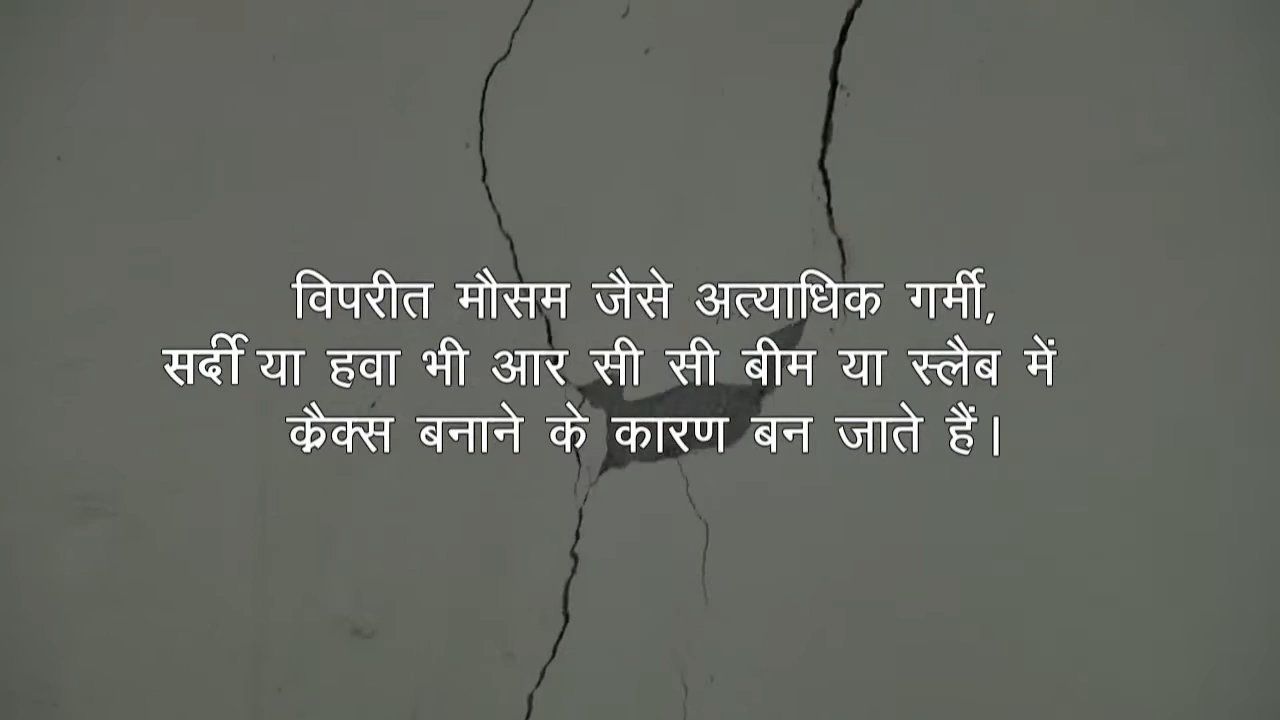 विपरीत मौसम जैसे अत्याधिक गर्मी,
सर्दी या हवा भी आर सी सी बीम या स्लैब में
क्रैक्स बनाने के कारण बन जाते हैं।